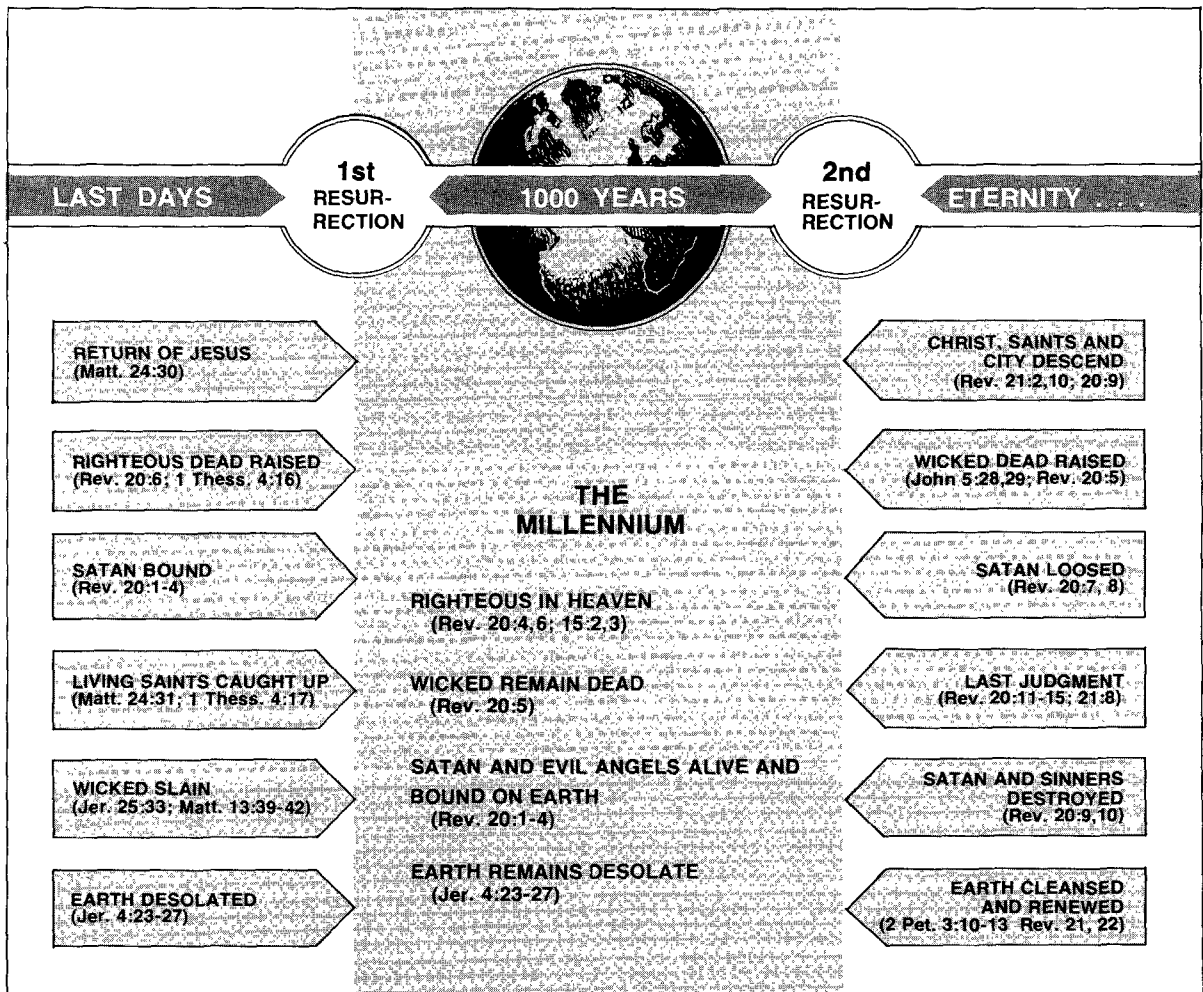 LAST DAYS
1st
RESUR-
RECTION
1000 YEARS
2nd
RESUR-
RECTION
ETERNITY . . .
RETURN OF JESUS
(Matt. 24:30)
RIGHTEOUS DEAD RAISED
(Rev. 20:6; 1 Thess. 4:16)
SATAN BOUND
(Rev. 20:1-4)
LIVING SAINTS CAUGHT UP
(Matt. 24:31; 1 Thess. 4:17)
WICKED SLAIN
(Jer. 25:33; Matt. 13:39-42)
EARTH DESOLATED
(Jer. 4:23-27)
THE
MILLENNIUM
RIGHTEOUS IN HEAVEN
(Rev. 20:4,6; 15:2,3)
WICKED REMAIN DEAD
(Rev. 20:5)
SATAN AND EVIL ANGELS ALIVE AND
BOUND ON EARTH
(Rev. 20:1-4)
EARTH REMAINS DESOLATE
(Jer. 4:23-27)
CHRIST, SAINTS AND
CITY DESCEND
(Rev. 21:2,10; 20:9)
WICKED DEAD RAISED
(John 5:28,29; Rev. 20:5)
SATAN LOOSED
(Rev. 20:7, 8)
LAST JUDGMENT
(Rev. 20:11-15; 21:8)
SATAN AND SINNERS
DESTROYED
(Rev. 20:9,10)
EARTH CLEANSED
AND RENEWED
(2 Pet. 3:10-13 Rev. 21, 22)